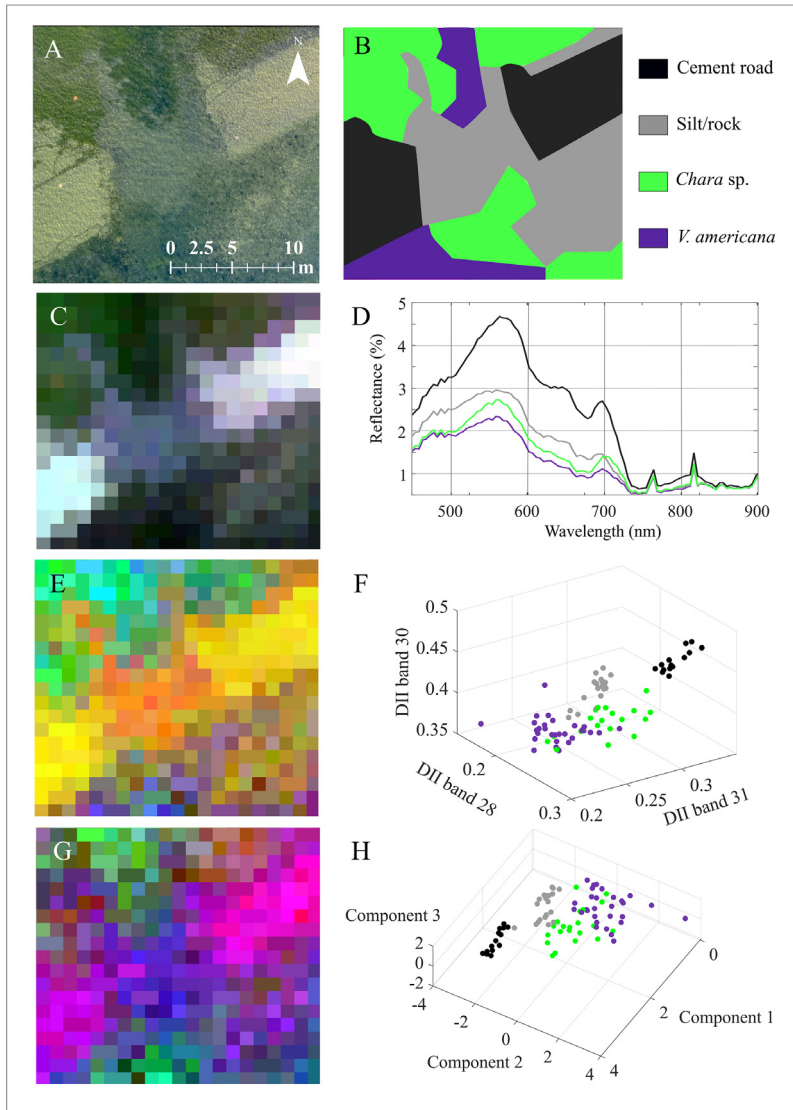 A
N
0 2.5 5 10
m
B
Cement road
Silt/rock
Chara sp.
V. americana
C
D
5
4
3
2
1
Reflectance (%)
500 600 700 800 900
Wavelength (nm)
E
F
0.5
0.45
0.4
0.35
DII band 30
0.2
0.3
DII band 28
0.2
0.25
0.3
DII band 31
G
H
Component 3
2
0
-2
-4
-2
0
2
4
Component 2
0
2
4
Component 1